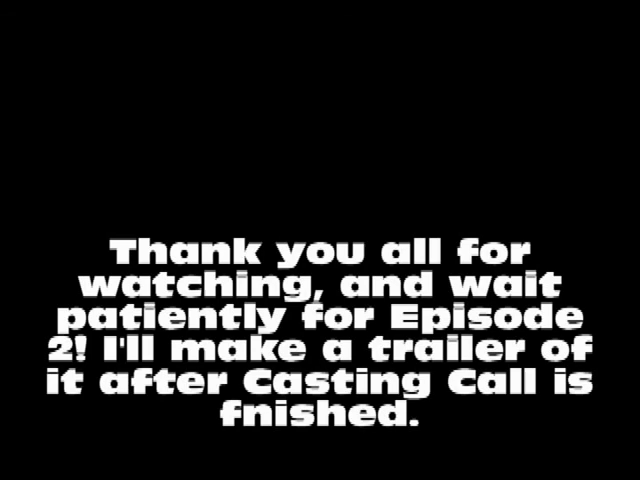 Thank you all for
watching, and wait
patiently for Episode
2! I'll make a trailer of
it after Casting Call is
fnished.